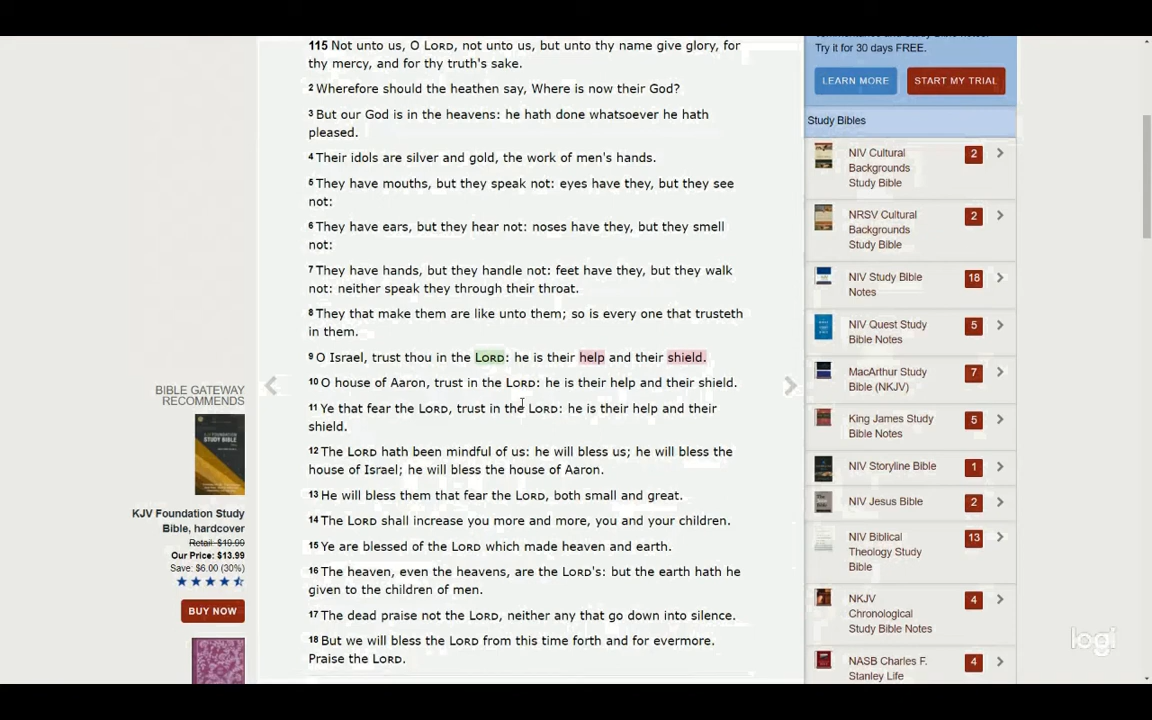 115 Not unto us, O LORD, not unto us, but unto thy name give glory, for
thy mercy, and for thy truth's sake.
2 Wherefore should the heathen say, Where is now their God?
3 But our God is in the heavens: he hath done whatsoever he hath
pleased.
4 Their idols are silver and gold, the work of men's hands.
5 They have mouths, but they speak not: eyes have they, but they see
not:
6 They have ears, but they hear not: noses have they, but they smell
not:
7 They have hands, but they handle not: feet have they, but they walk
not: neither speak they through their throat.
8 They that make them are like unto them; so is every one that trusteth
in them.
9 O Israel, trust thou in the LORD: he is their help and their shield.
10 O house of Aaron, trust in the LORD: he is their help and their shield.
11 Ye that fear the LORD, trust in the LORD: he is their help and their
shield.
12 The LORD hath been mindful of us: he will bless us; he will bless the
house of Israel; he will bless the house of Aaron.
13 He will bless them that fear the LORD, both small and great.
14 The LORD shall increase you more and more, you and your children.
15 Ye are blessed of the LORD which made heaven and earth.
16 The heaven, even the heavens, are the LORD's: but the earth hath he
given to the children of men.
17 The dead praise not the LORD, neither any that go down into silence.
18 But we will bless the LORD from this time forth and for evermore.
Praise the LORD.
BIBLE GATEWAY
RECOMMENDS
KJV Foundation Study
Bible, hardcover
Retail: $19.99
Our Price: $13.99
Save: $6.00 (30%)
BUY NOW
Try it for 30 days FREE.
LEARN MORE
START MY TRIAL
Study Bibles
NIV Cultural
Backgrounds
Study Bible
2
NRSV Cultural
Backgrounds
Study Bible
2
NIV Study Bible
Notes
18
NIV Quest Study
Bible Notes
5
MacArthur Study
Bible (NKJV)
7
King James Study
Bible Notes
5
NIV Storyline Bible
1
NIV Jesus Bible
2
NIV Biblical
Theology Study
Bible
13
NKJV
Chronological
Study Bible Notes
4
NASB Charles F.
Stanley Life
4
logi